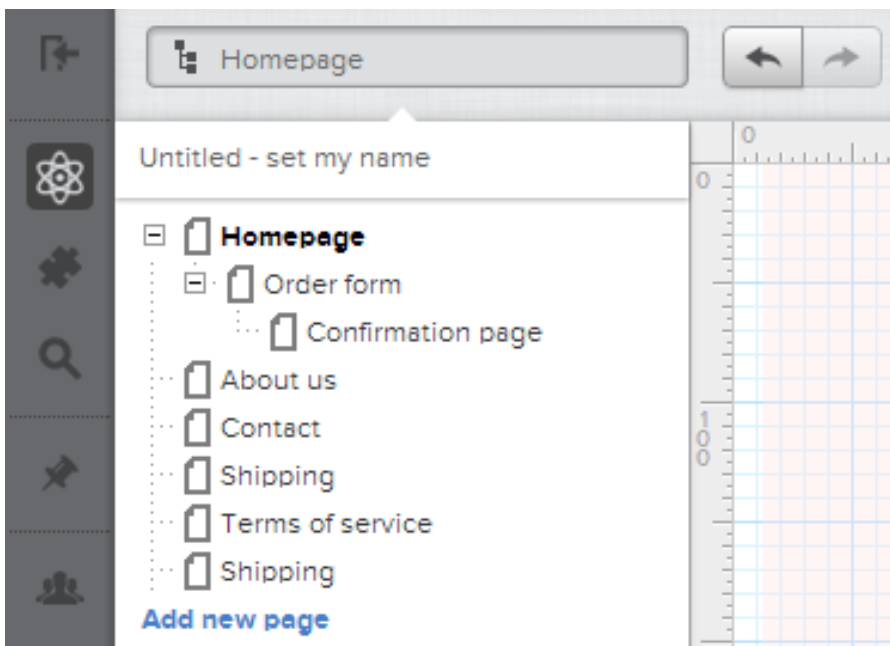 Homepage
Untitled - set my name
0
0
Homepage
Order form
Confirmation page
About us
Contact
100
Shipping
Terms of service
Shipping
Add new page